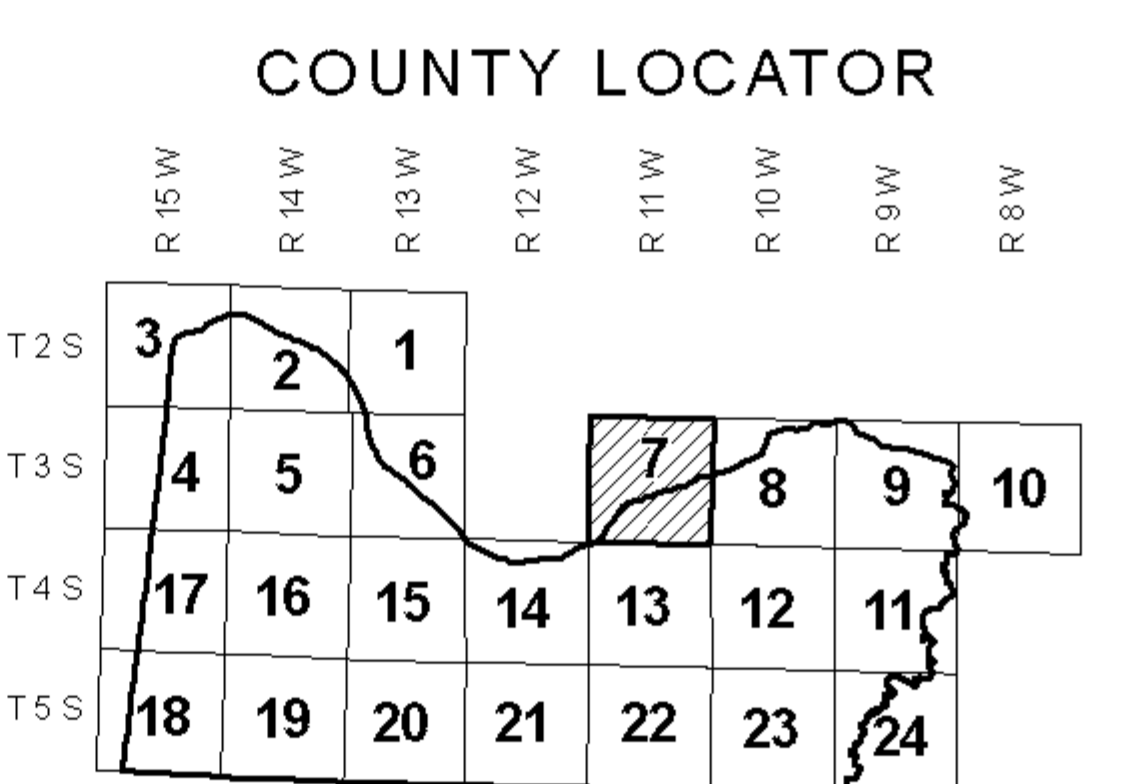 COUNTY LOCATOR
R 15 W R 14 W R 13 W R 12 W R 11 W R 10 W R 9 W R 8 W
T 2 S 3 2 1
T 3 S 4 5 6 7 8 9 10
T 4 S 17 16 15 14 13 12 11
T 5 S 18 19 20 21 22 23 24